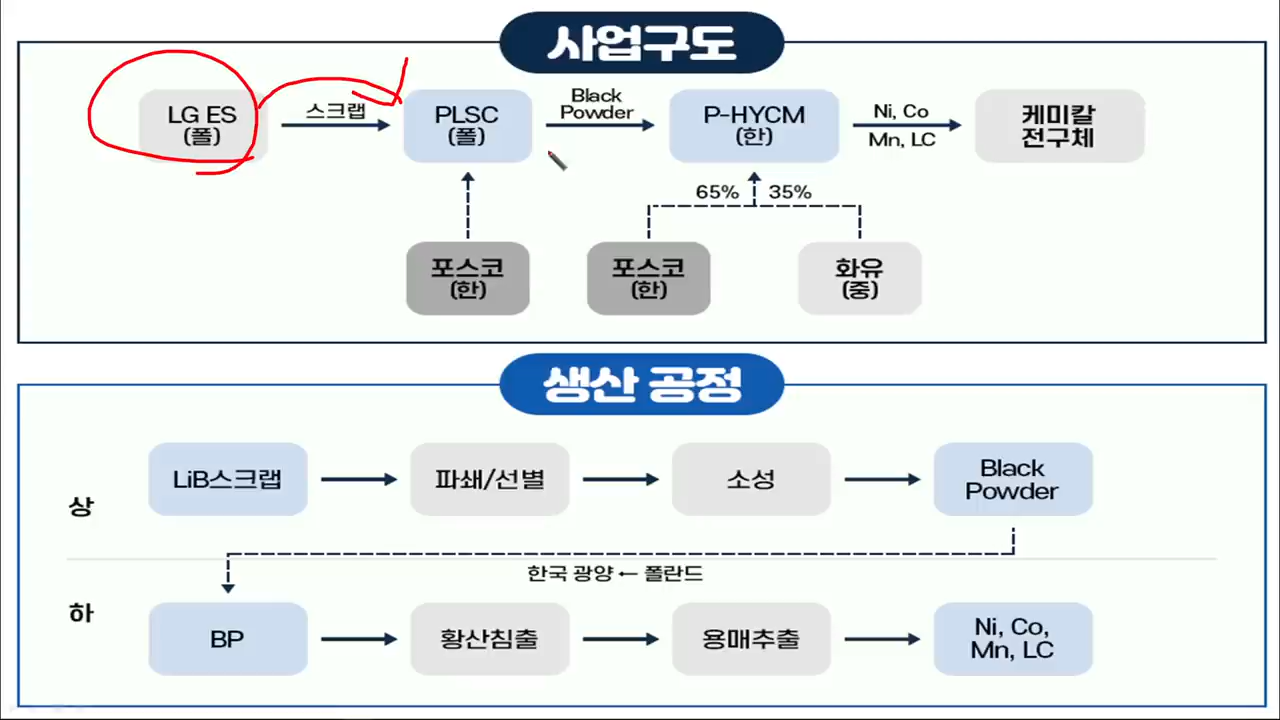 사업구도
LG ES
(폴)
스크랩
PLSC
(폴)
Black
Powder
P-HYCM
(한)
Ni, Co
Mn, LC
케미칼
전구체
65%
35%
포스코
(한)
포스코
(한)
화유
(중)
생산 공정
상
LiB스크랩
파쇄/선별
소성
Black
Powder
한국 광양 ← 폴란드
하
BP
황산침출
용매추출
Ni, Co,
Mn, LC